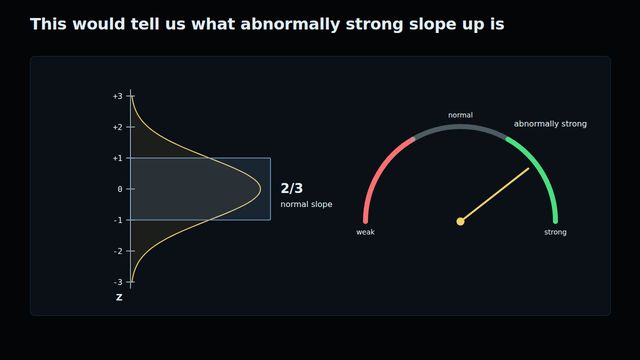 This would tell us what abnormally strong slope up is
+3
+2
+1
0
-1
-2
-3
Z
2/3
normal slope
normal
abnormally strong
weak
strong